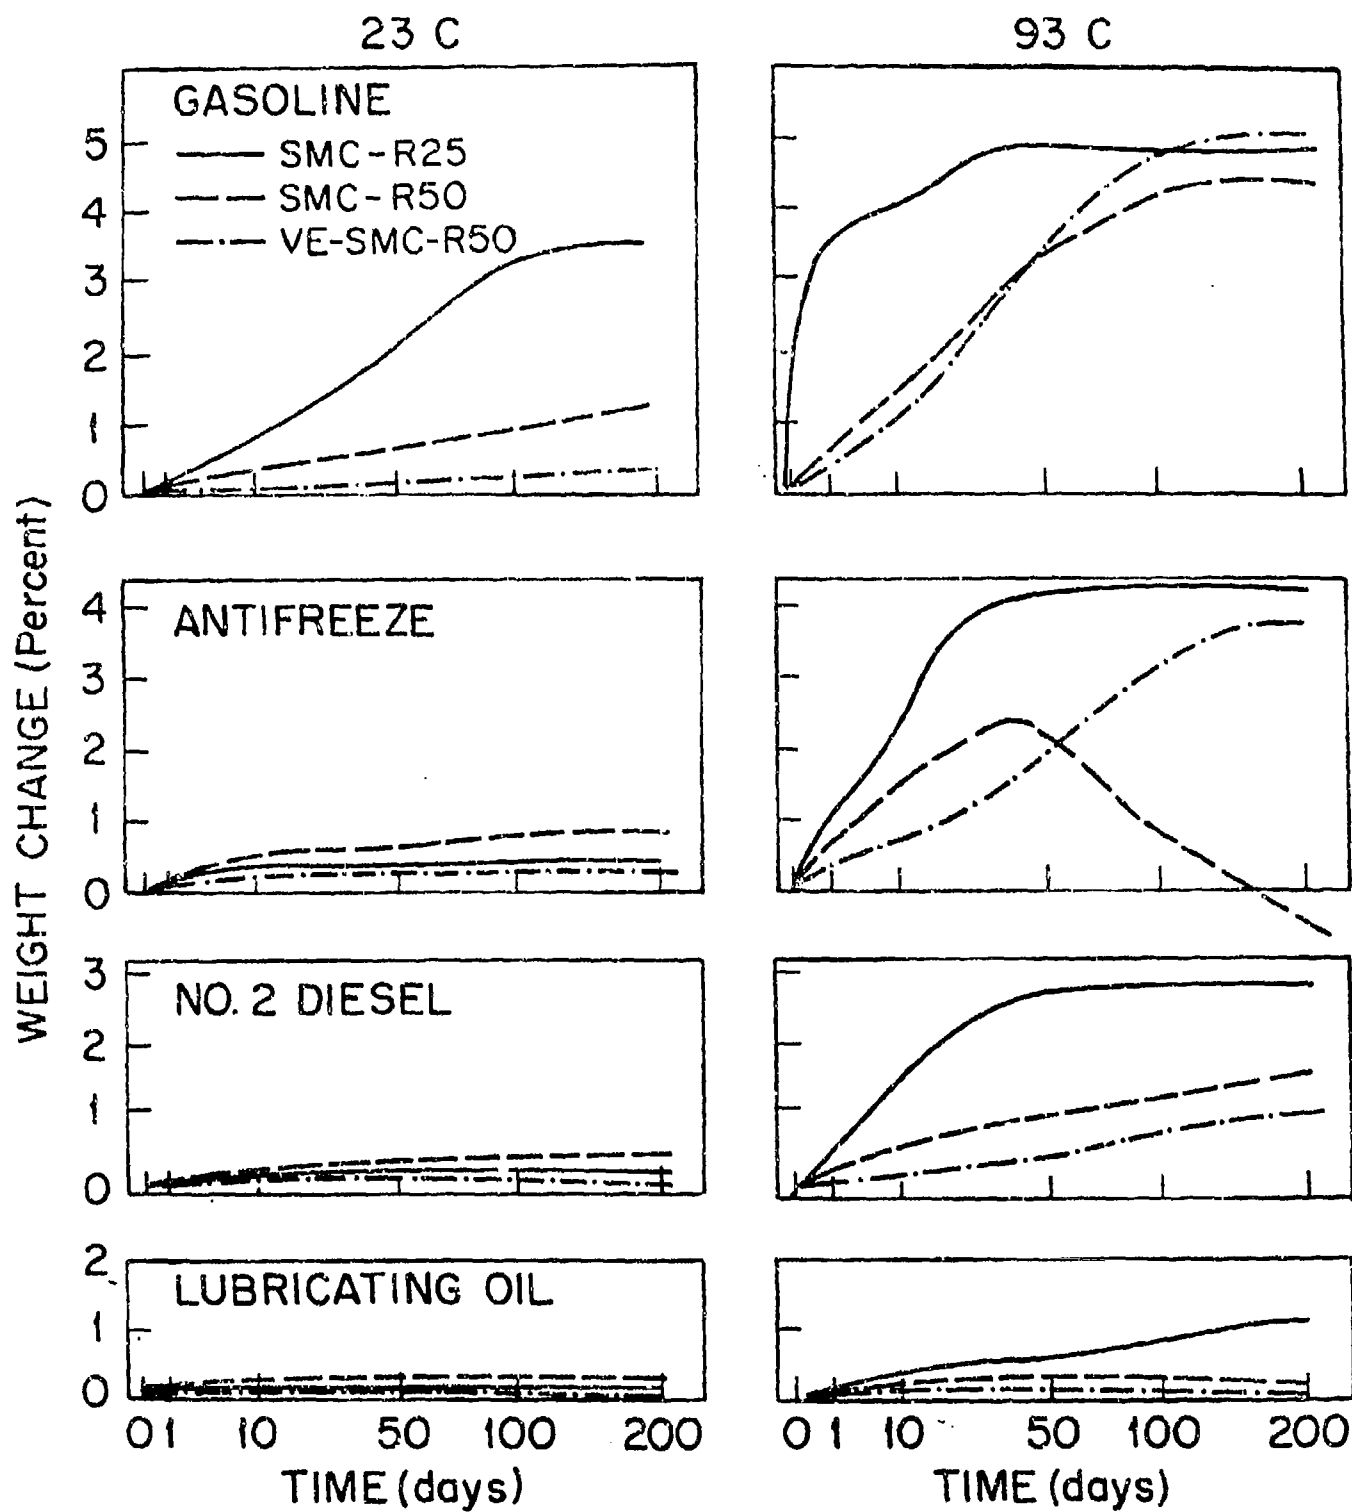 23 C
93 C
GASOLINE
SMC-R25
SMC-R50
VE-SMC-R50
5
4
3
2
1
0
WEIGHT CHANGE (Percent)
ANTIFREEZE
4
3
2
1
0
NO. 2 DIESEL
3
2
1
0
LUBRICATING OIL
2
1
0
0 1 10 50 100 200
0 1 10 50 100 200
TIME (days)
TIME (days)